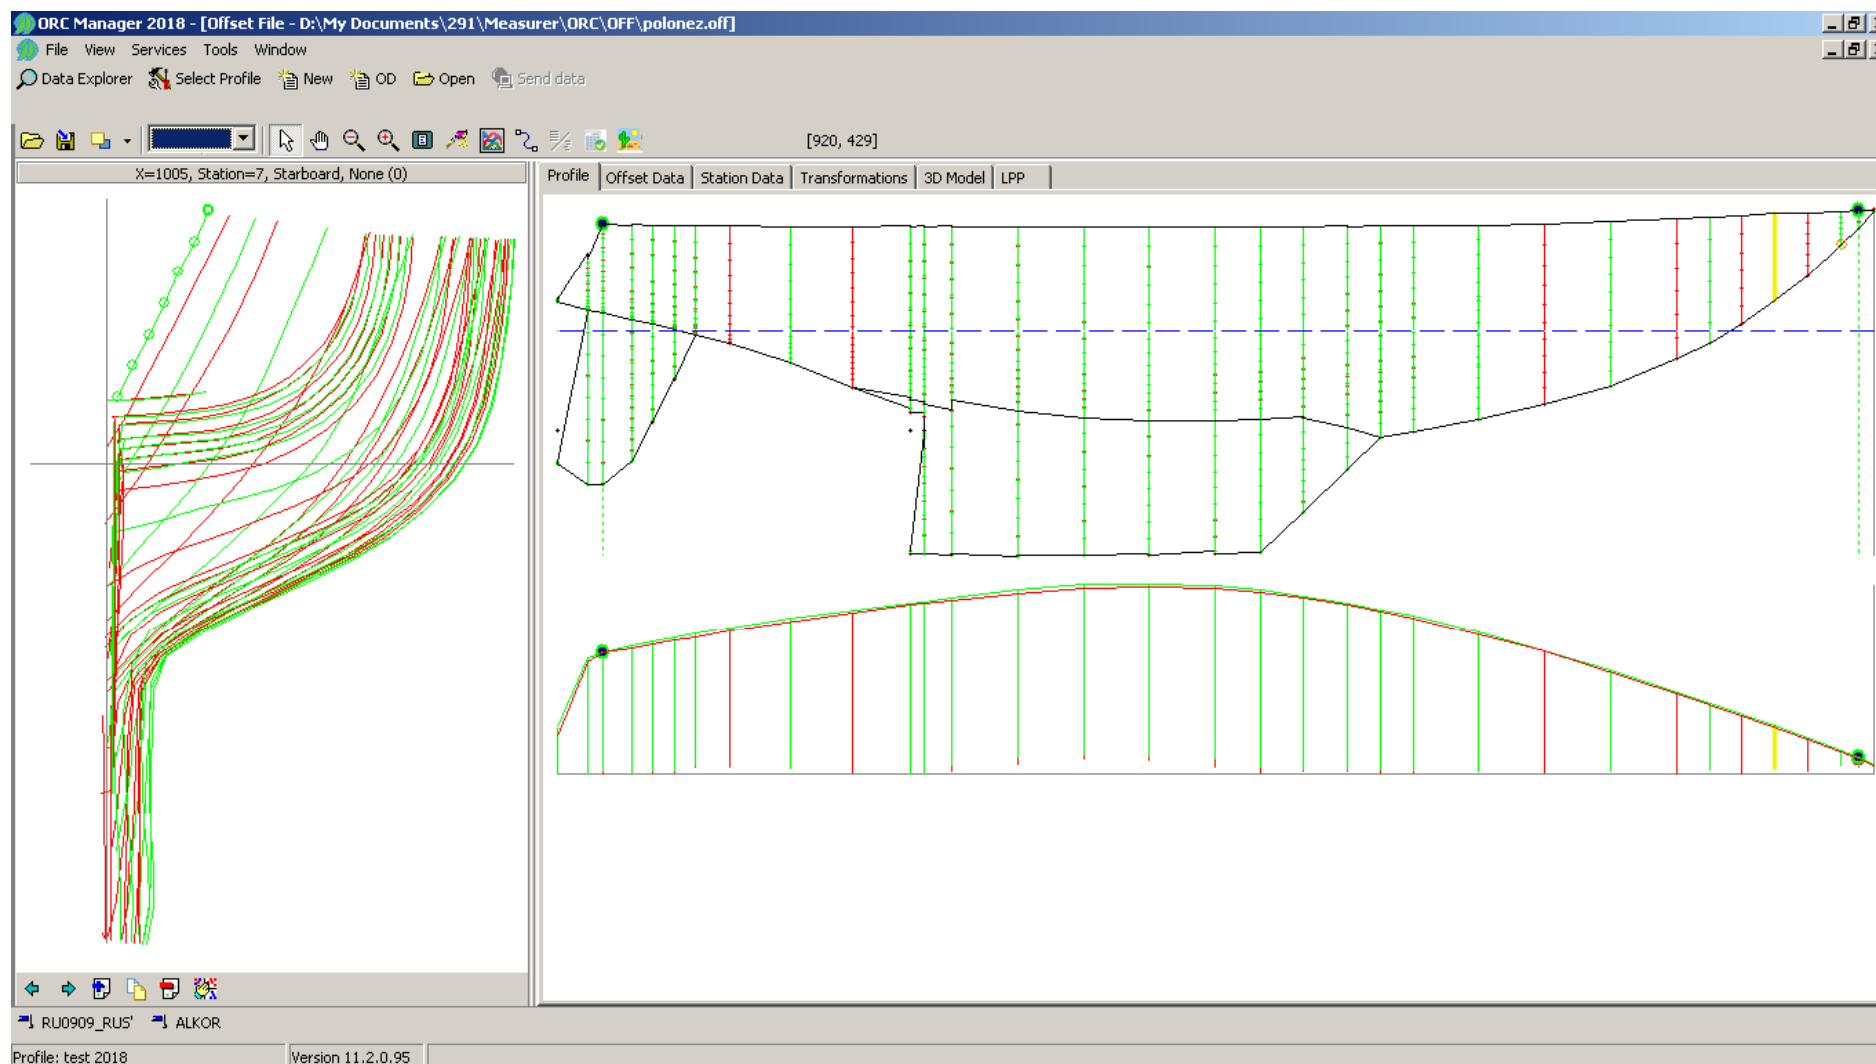 ORC Manager 2018 - [Offset File - D:\My Documents\291\Measurer\ORC\OFF\polonez.off]
File View Services Tools Window
Data Explorer Select Profile New OD Open Send data
[920, 429]
X=1005, Station=7, Starboard, None (0)
Profile Offset Data Station Data Transformations 3D Model LPP
RU0909_RUS' ALKOR
Profile: test 2018 Version 11.2.0.95